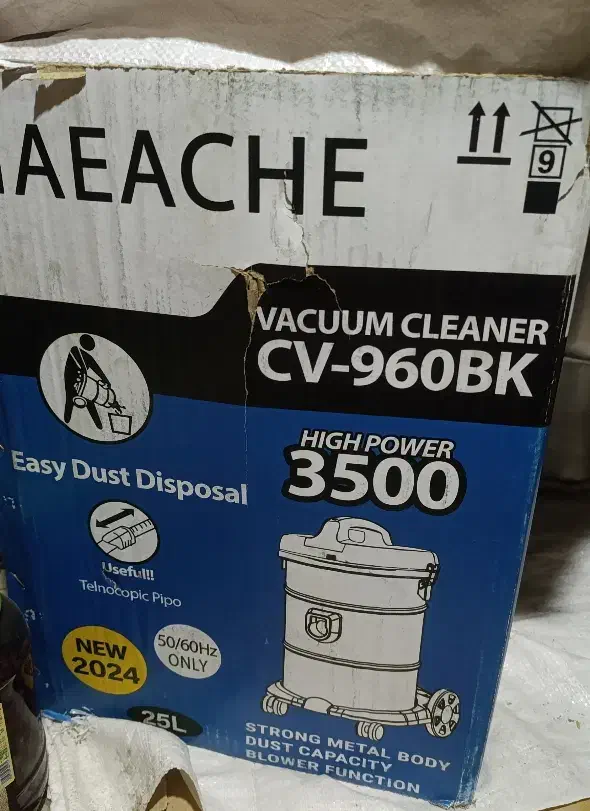 AEACHE
9
VACUUM CLEANER
CV-960BK
HIGH POWER
3500
Easy Dust Disposal
Useful!!
Telnocopic Pipo
NEW
2024
50/60Hz
ONLY
25L
STRONG METAL BODY
DUST CAPACITY
BLOWER FUNCTION